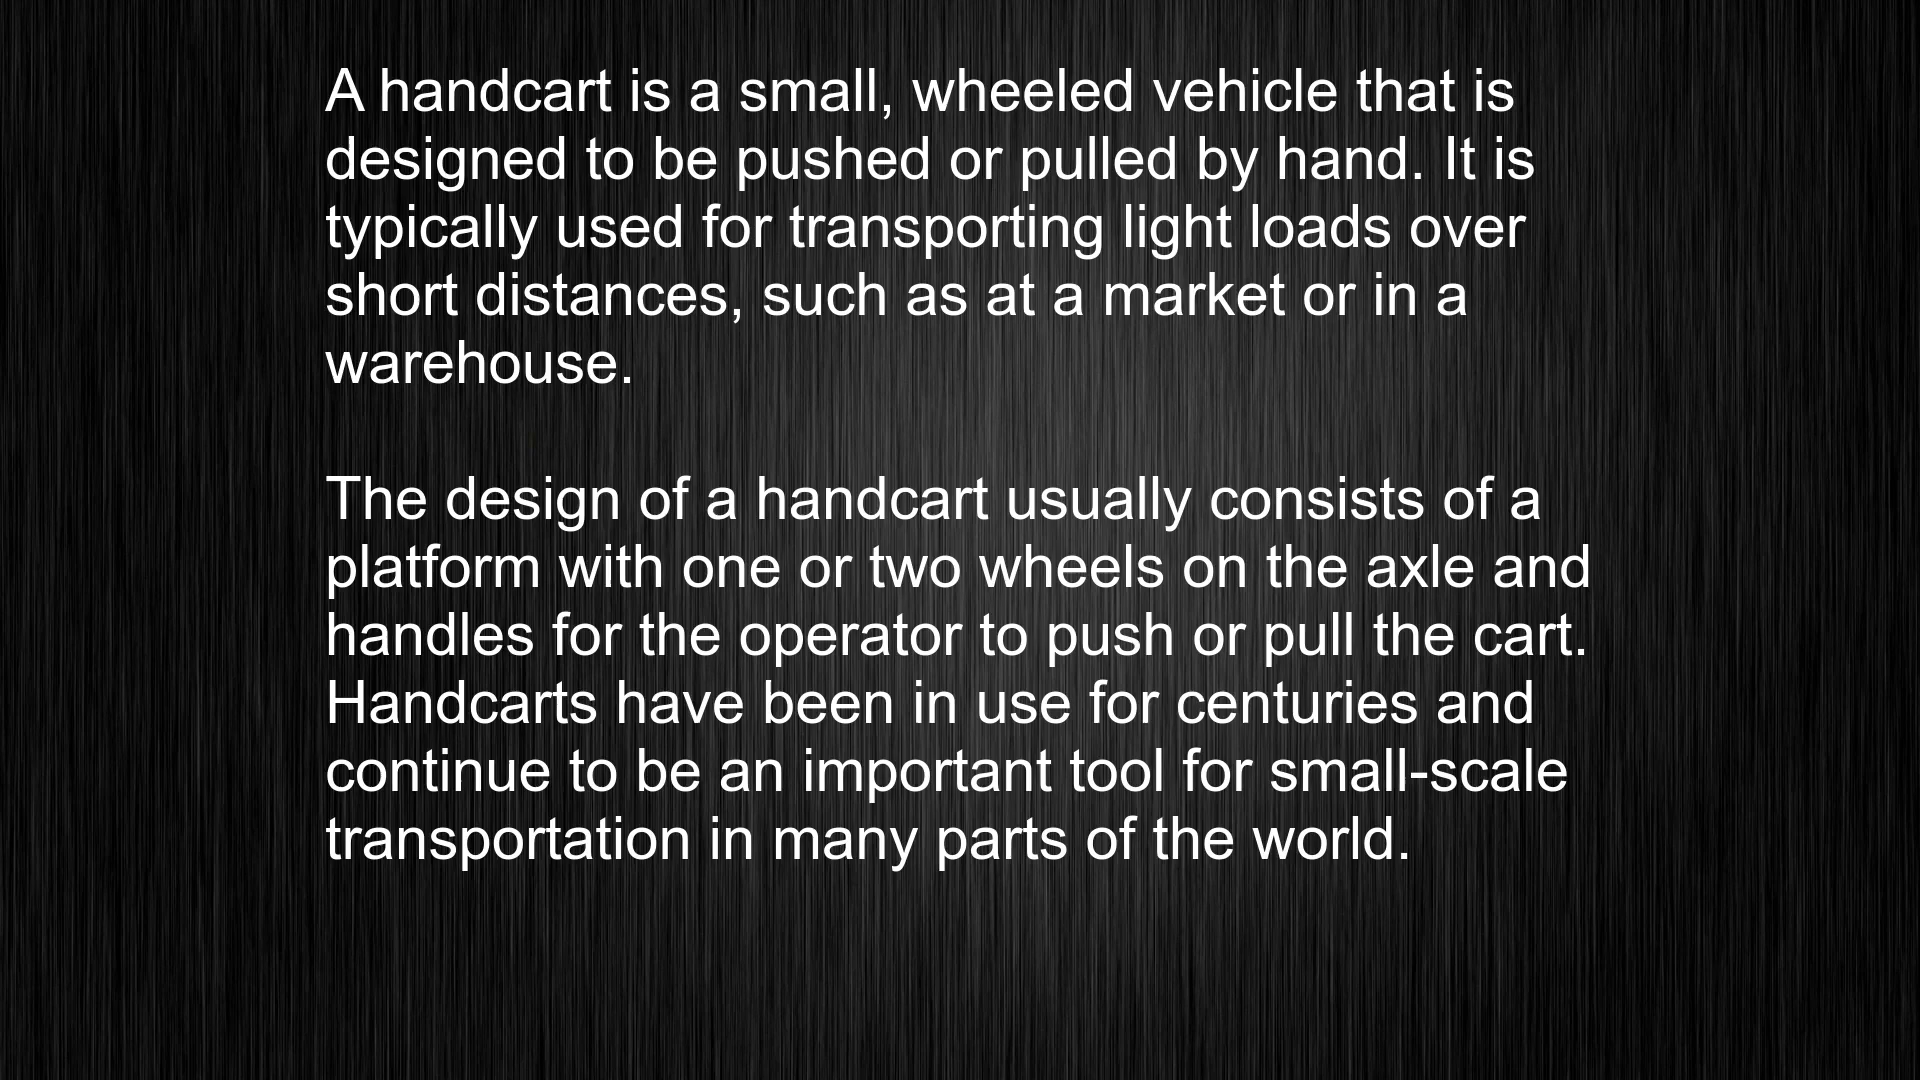 A handcart is a small, wheeled vehicle that is
designed to be pushed or pulled by hand. It is
typically used for transporting light loads over
short distances, such as at a market or in a
warehouse.
The design of a handcart usually consists of a
platform with one or two wheels on the axle and
handles for the operator to push or pull the cart.
Handcarts have been in use for centuries and
continue to be an important tool for small-scale
transportation in many parts of the world.